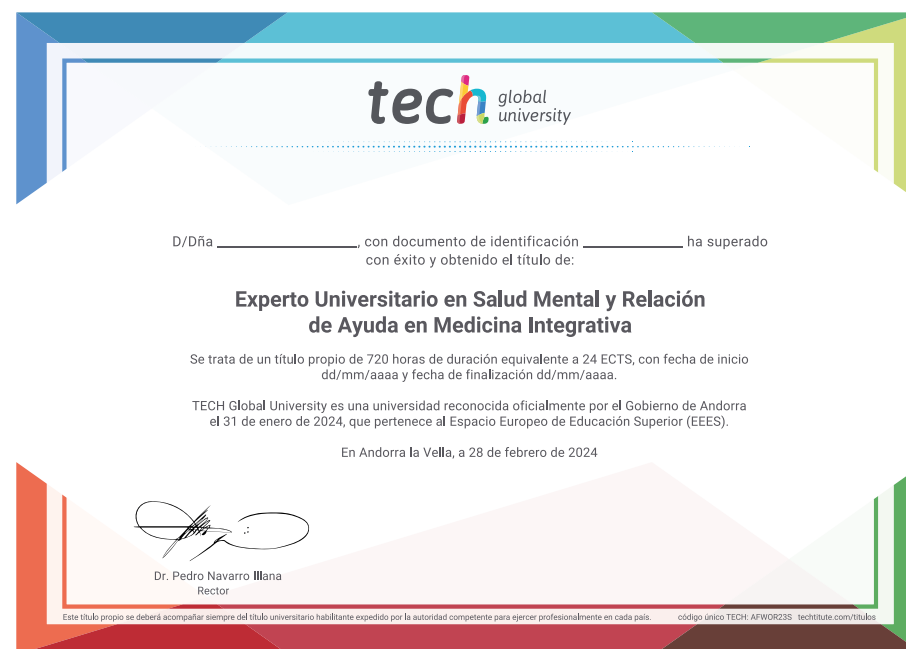 tech global
university
D/Dña ____________________, con documento de identificación ______________ ha superado
con éxito y obtenido el título de:
Experto Universitario en Salud Mental y Relación
de Ayuda en Medicina Integrativa
Se trata de un título propio de 720 horas de duración equivalente a 24 ECTS, con fecha de inicio
dd/mm/aaaa y fecha de finalización dd/mm/aaaa.
TECH Global University es una universidad reconocida oficialmente por el Gobierno de Andorra
el 31 de enero de 2024, que pertenece al Espacio Europeo de Educación Superior (EEES).
En Andorra la Vella, a 28 de febrero de 2024
Dr. Pedro Navarro Illana
Rector
Este título propio se deberá acompañar siempre del título universitario habilitante expedido por la autoridad competente para ejercer profesionalmente en cada país. código único TECH: AFWOR23S techtitute.com/titulos